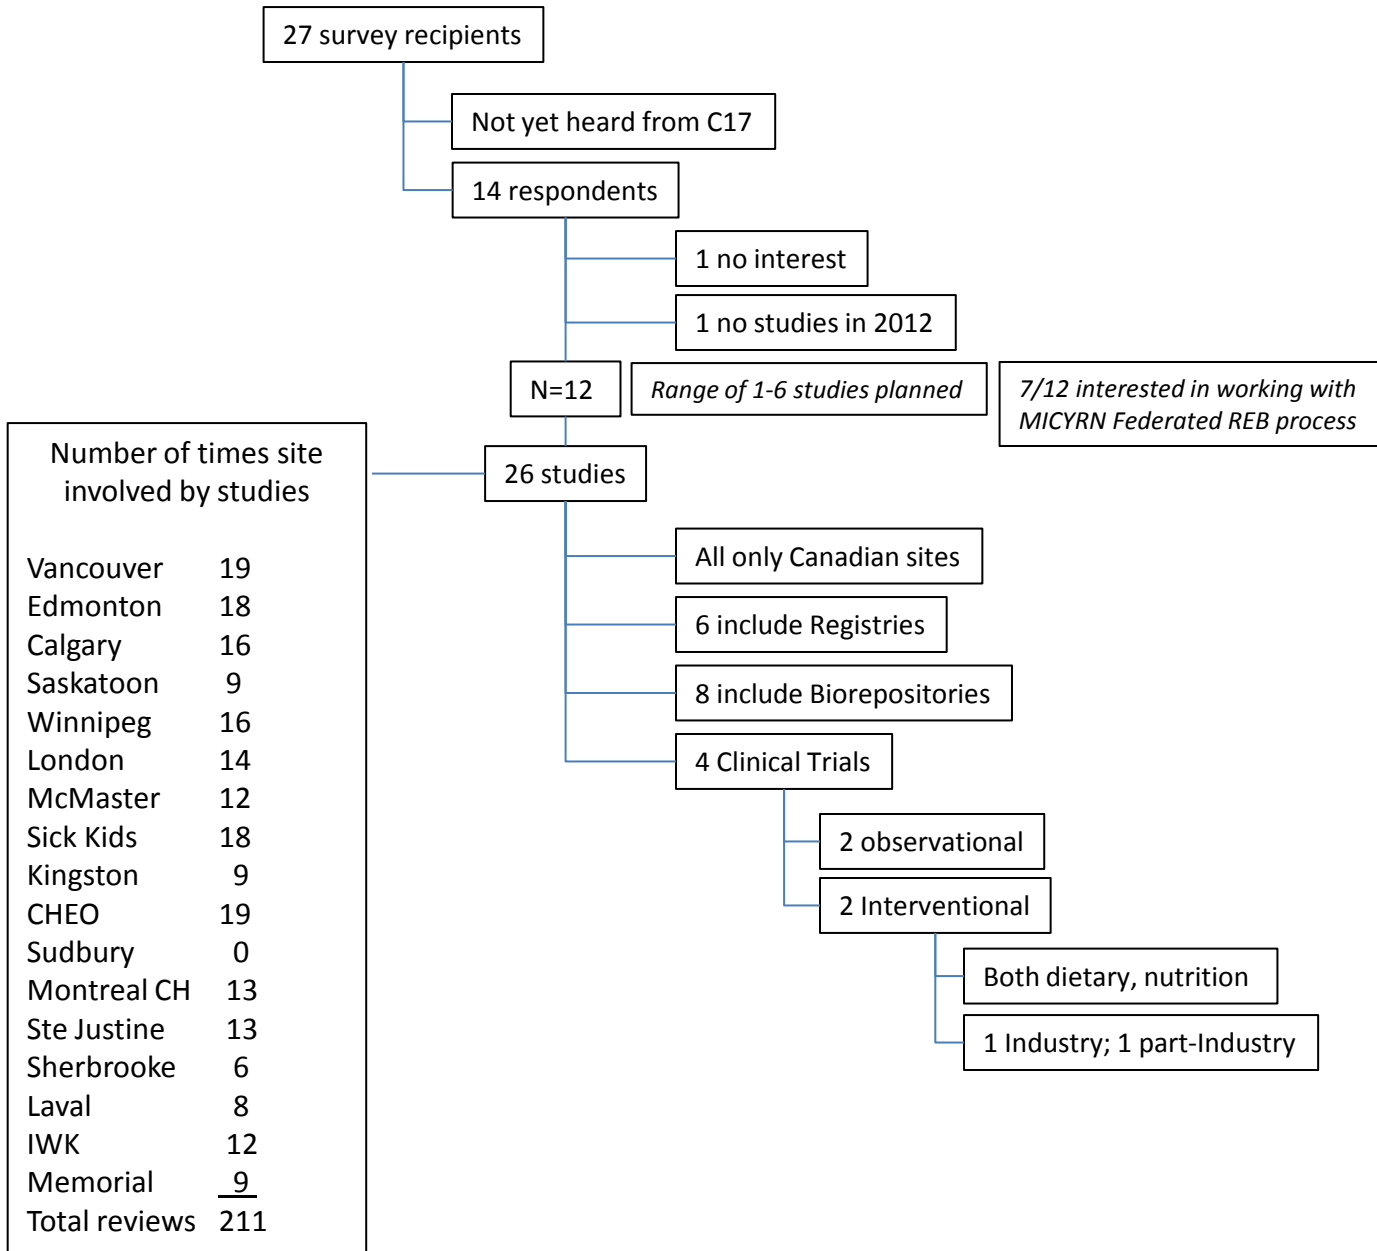 27 survey recipients
Not yet heard from C17
14 respondents
1 no interest
1 no studies in 2012
N=12
Range of 1-6 studies planned
7/12 interested in working with
MICYRN Federated REB process
26 studies
Number of times site
involved by studies
Vancouver 19
Edmonton 18
Calgary 16
Saskatoon 9
Winnipeg 16
London 14
McMaster 12
Sick Kids 18
Kingston 9
CHEO 19
Sudbury 0
Montreal CH 13
Ste Justine 13
Sherbrooke 6
Laval 8
IWK 12
Memorial 9
Total reviews 211
All only Canadian sites
6 include Registries
8 include Biorepositories
4 Clinical Trials
2 observational
2 Interventional
Both dietary, nutrition
1 Industry; 1 part-Industry